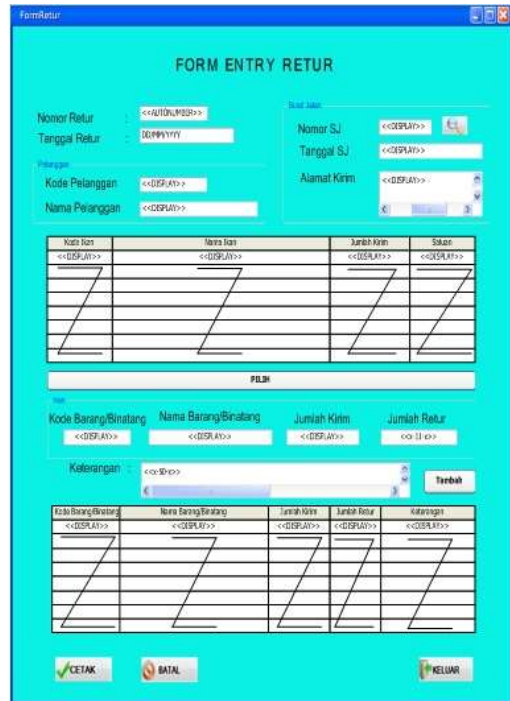 FormRetur
FORM ENTRY RETUR
Nomor Retur : <<AUTONUMBER>>
Tanggal Retur : DD/MM/YYYY
Surat Jalan
Nomor SJ <<DISPLAY>>
Tanggal SJ <<DISPLAY>>
Alamat Kirim <<DISPLAY>>
Pelanggan
Kode Pelanggan <<DISPLAY>>
Nama Pelanggan <<DISPLAY>>
Kode Ikan Nama Ikan Jumlah Kirim Satuan
<<DISPLAY>> <<DISPLAY>> <<DISPLAY>> <<DISPLAY>>
PILIH
Kode Barang/Binatang Nama Barang/Binatang Jumlah Kirim Jumlah Retur
<<DISPLAY>> <<DISPLAY>> <<DISPLAY>>
Keterangan :
Tambah
Kode Barang/Binatang Nama Barang/Binatang Jumlah Kirim Jumlah Retur Keterangan
<<DISPLAY>> <<DISPLAY>> <<DISPLAY>> <<DISPLAY>> <<DISPLAY>>
CETAK BATAL KELUAR